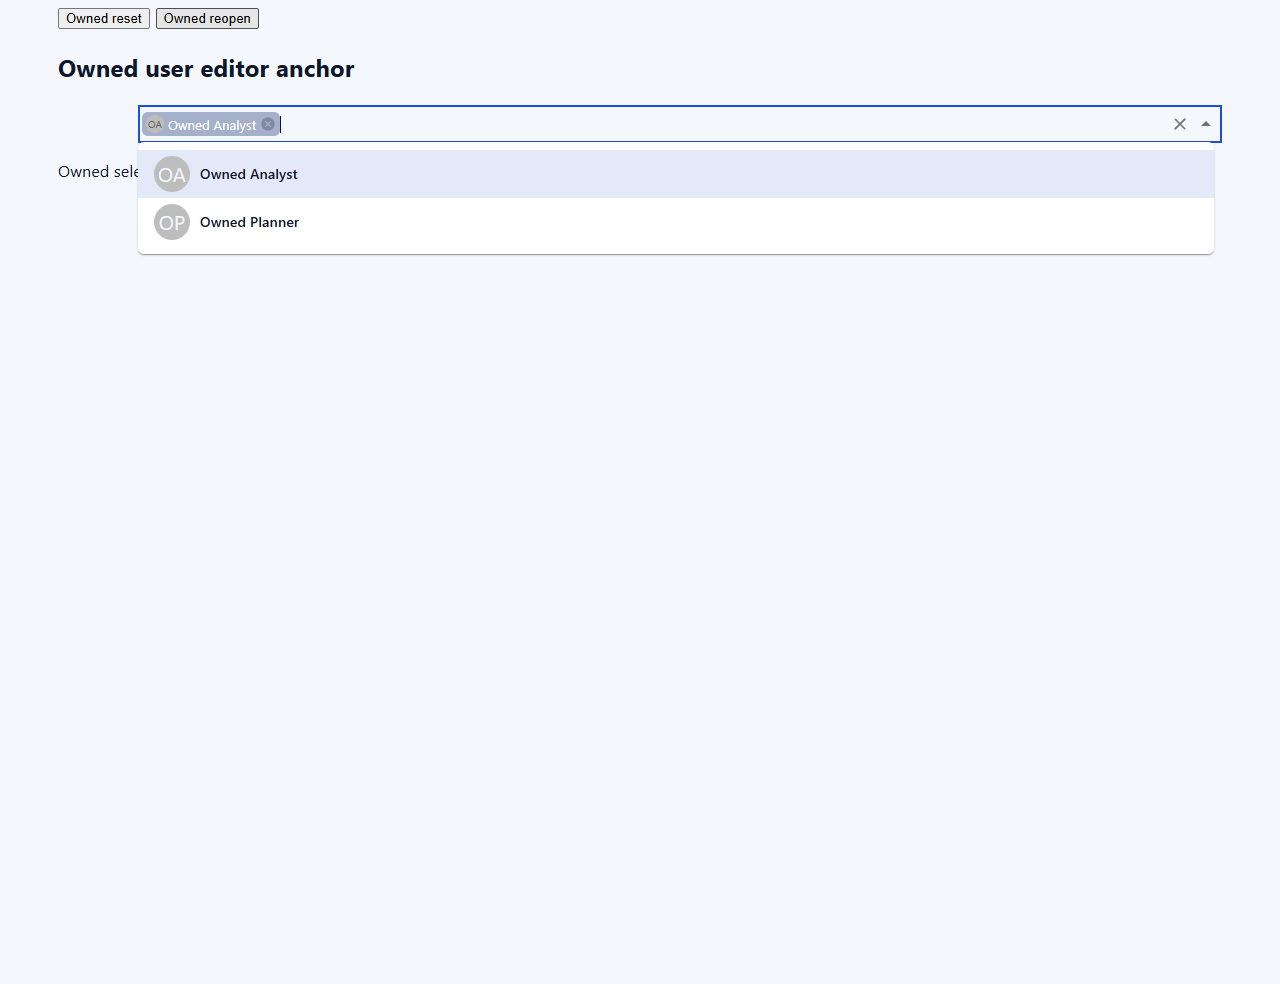 Owned reset Owned reopen
Owned user editor anchor
OA Owned Analyst
Owned sele
OA Owned Analyst
OP Owned Planner